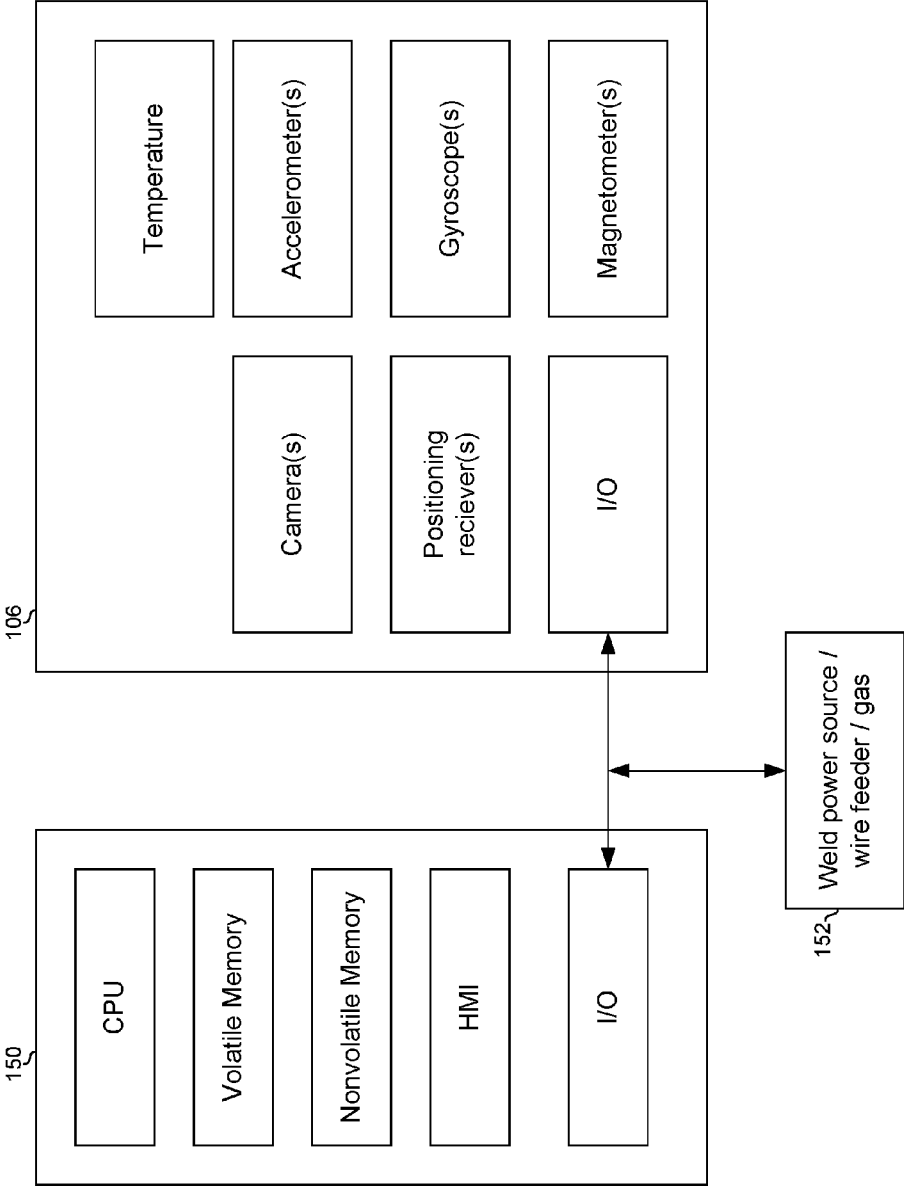 150
CPU
Volatile Memory
Nonvolatile Memory
HMI
I/O
106
Temperature
Camera(s)
Accelerometer(s)
Positioning
reciever(s)
Gyroscope(s)
I/O
Magnetometer(s)
152
Weld power source /
wire feeder / gas